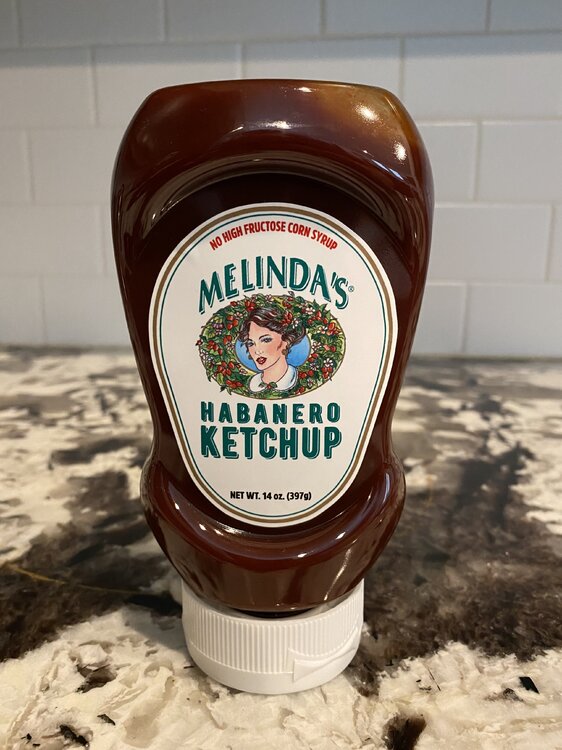 NO HIGH FRUCTOSE CORN SYRUP
MELINDA'S®
HABANERO
KETCHUP
NET WT. 14 oz. (397g)